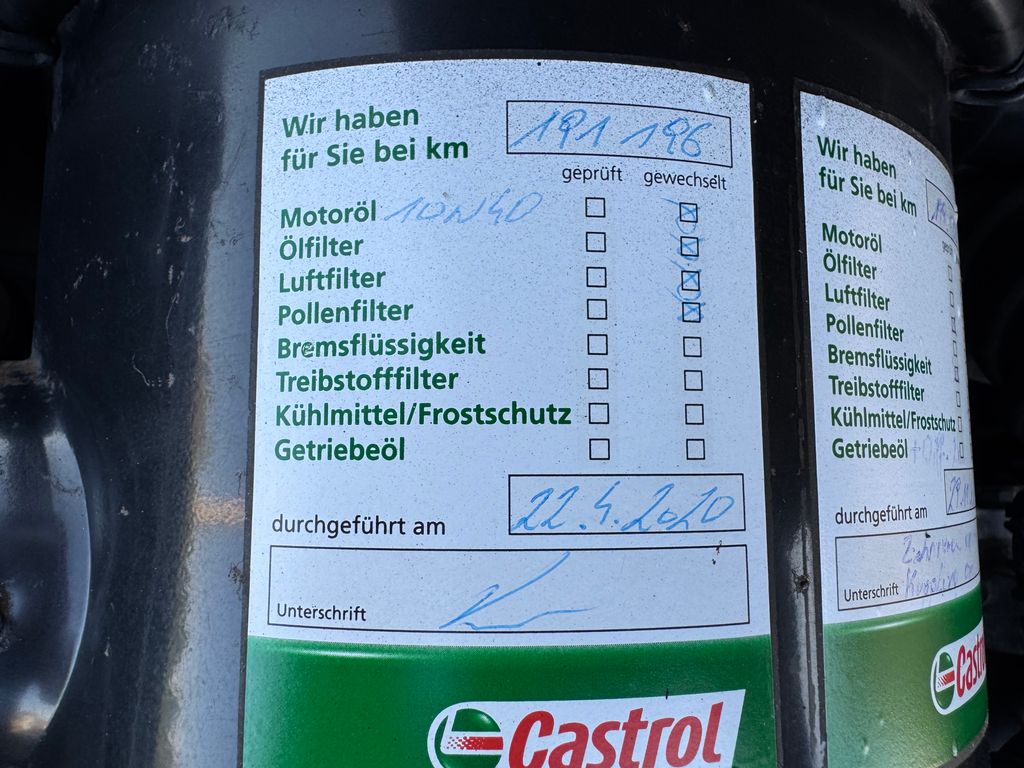 Wir haben
für Sie bei km 191 196
geprüft gewechselt
Motoröl 10W40
Ölfilter
Luftfilter
Pollenfilter
Bremsflüssigkeit
Treibstofffilter
Kühlmittel/Frostschutz
Getriebeöl
durchgeführt am 22.4.2020
Unterschrift
Castrol
Wir haben
für Sie bei km
Motoröl
Ölfilter
Luftfilter
Pollenfilter
Bremsflüssigkeit
Treibstofffilter
Kühlmittel/Frostschutz
Getriebeöl
durchgeführt am
Unterschrift
Castrol